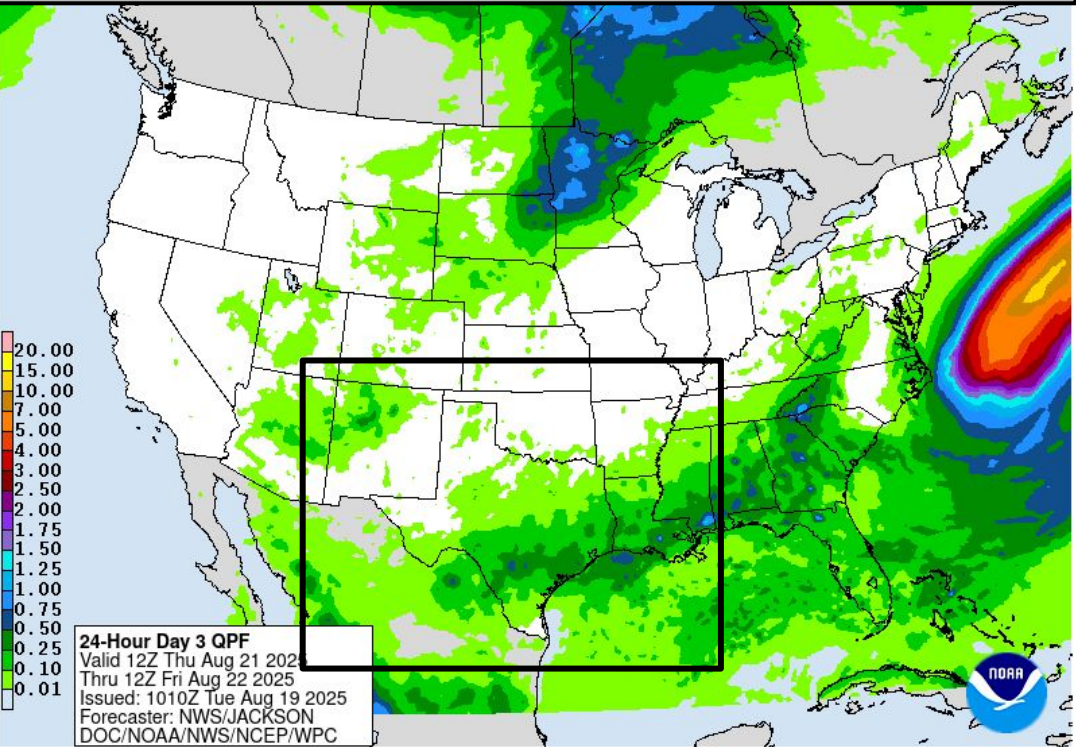 20.00
15.00
10.00
7.00
5.00
4.00
3.00
2.50
2.00
1.75
1.50
1.25
1.00
0.75
0.50
0.25
0.10
0.01
24-Hour Day 3 QPF
Valid 12Z Thu Aug 21 2025
Thru 12Z Fri Aug 22 2025
Issued: 1010Z Tue Aug 19 2025
Forecaster: NWS/JACKSON
DOC/NOAA/NWS/NCEP/WPC
NOAA